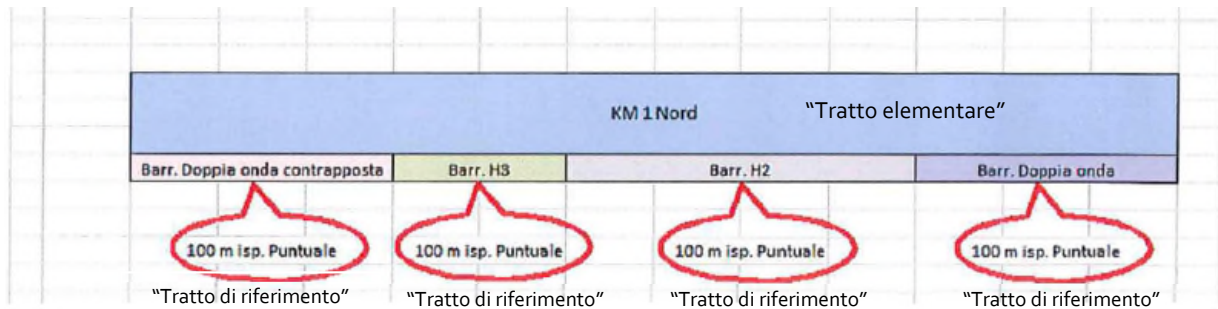 KM 1 Nord “Tratto elementare”
Barr. Doppia onda contrapposta Barr. H3 Barr. H2 Barr. Doppia onda
100 m isp. Puntuale 100 m isp. Puntuale 100 m isp. Puntuale 100 m isp. Puntuale
“Tratto di riferimento” “Tratto di riferimento” “Tratto di riferimento” “Tratto di riferimento”